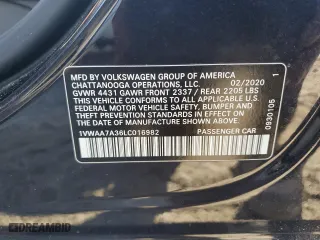 MFD BY VOLKSWAGEN GROUP OF AMERICA
CHATTANOOGA OPERATIONS, LLC. 02/2020
GVWR 4431 GAWR FRONT 2337 / REAR 2205 LBS
THIS VEHICLE CONFORMS TO ALL APPLICABLE
U.S. FEDERAL MOTOR VEHICLE SAFETY,
BUMPER, AND THEFT PREVENTION
STANDARDS IN EFFECT ON THE DATE OF
MANUFACTURE SHOWN ABOVE.
1VWAA7A36LC016982 PASSENGER CAR
0930105 1
DREAMBID